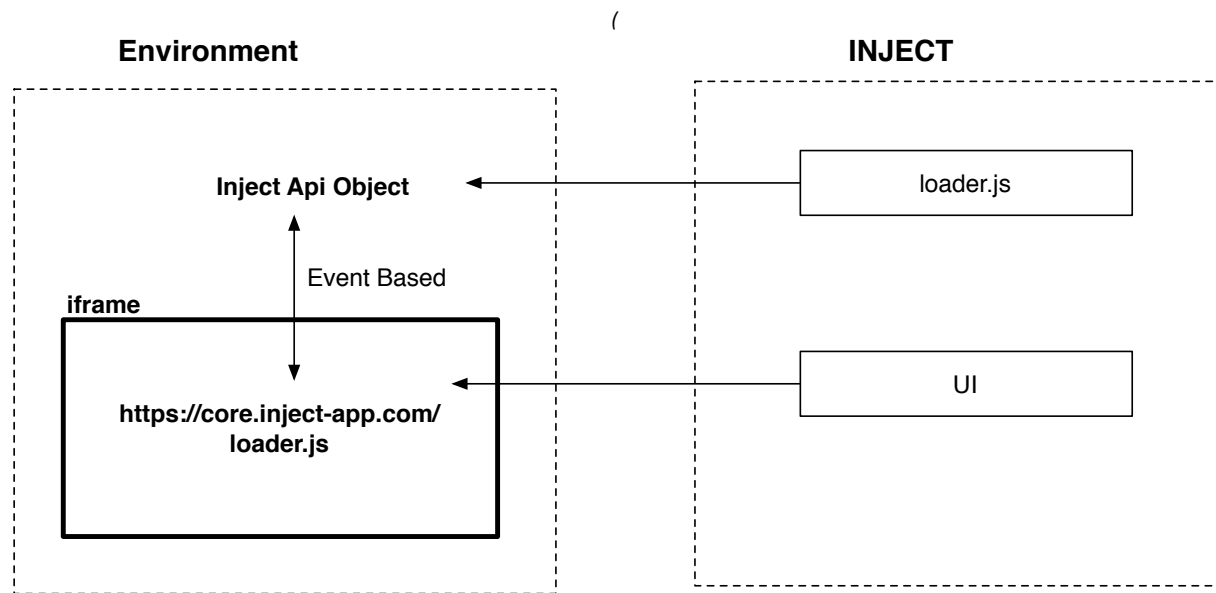 (
Environment
INJECT
Inject Api Object
loader.js
Event Based
iframe
UI
https://core.inject-app.com/
loader.js